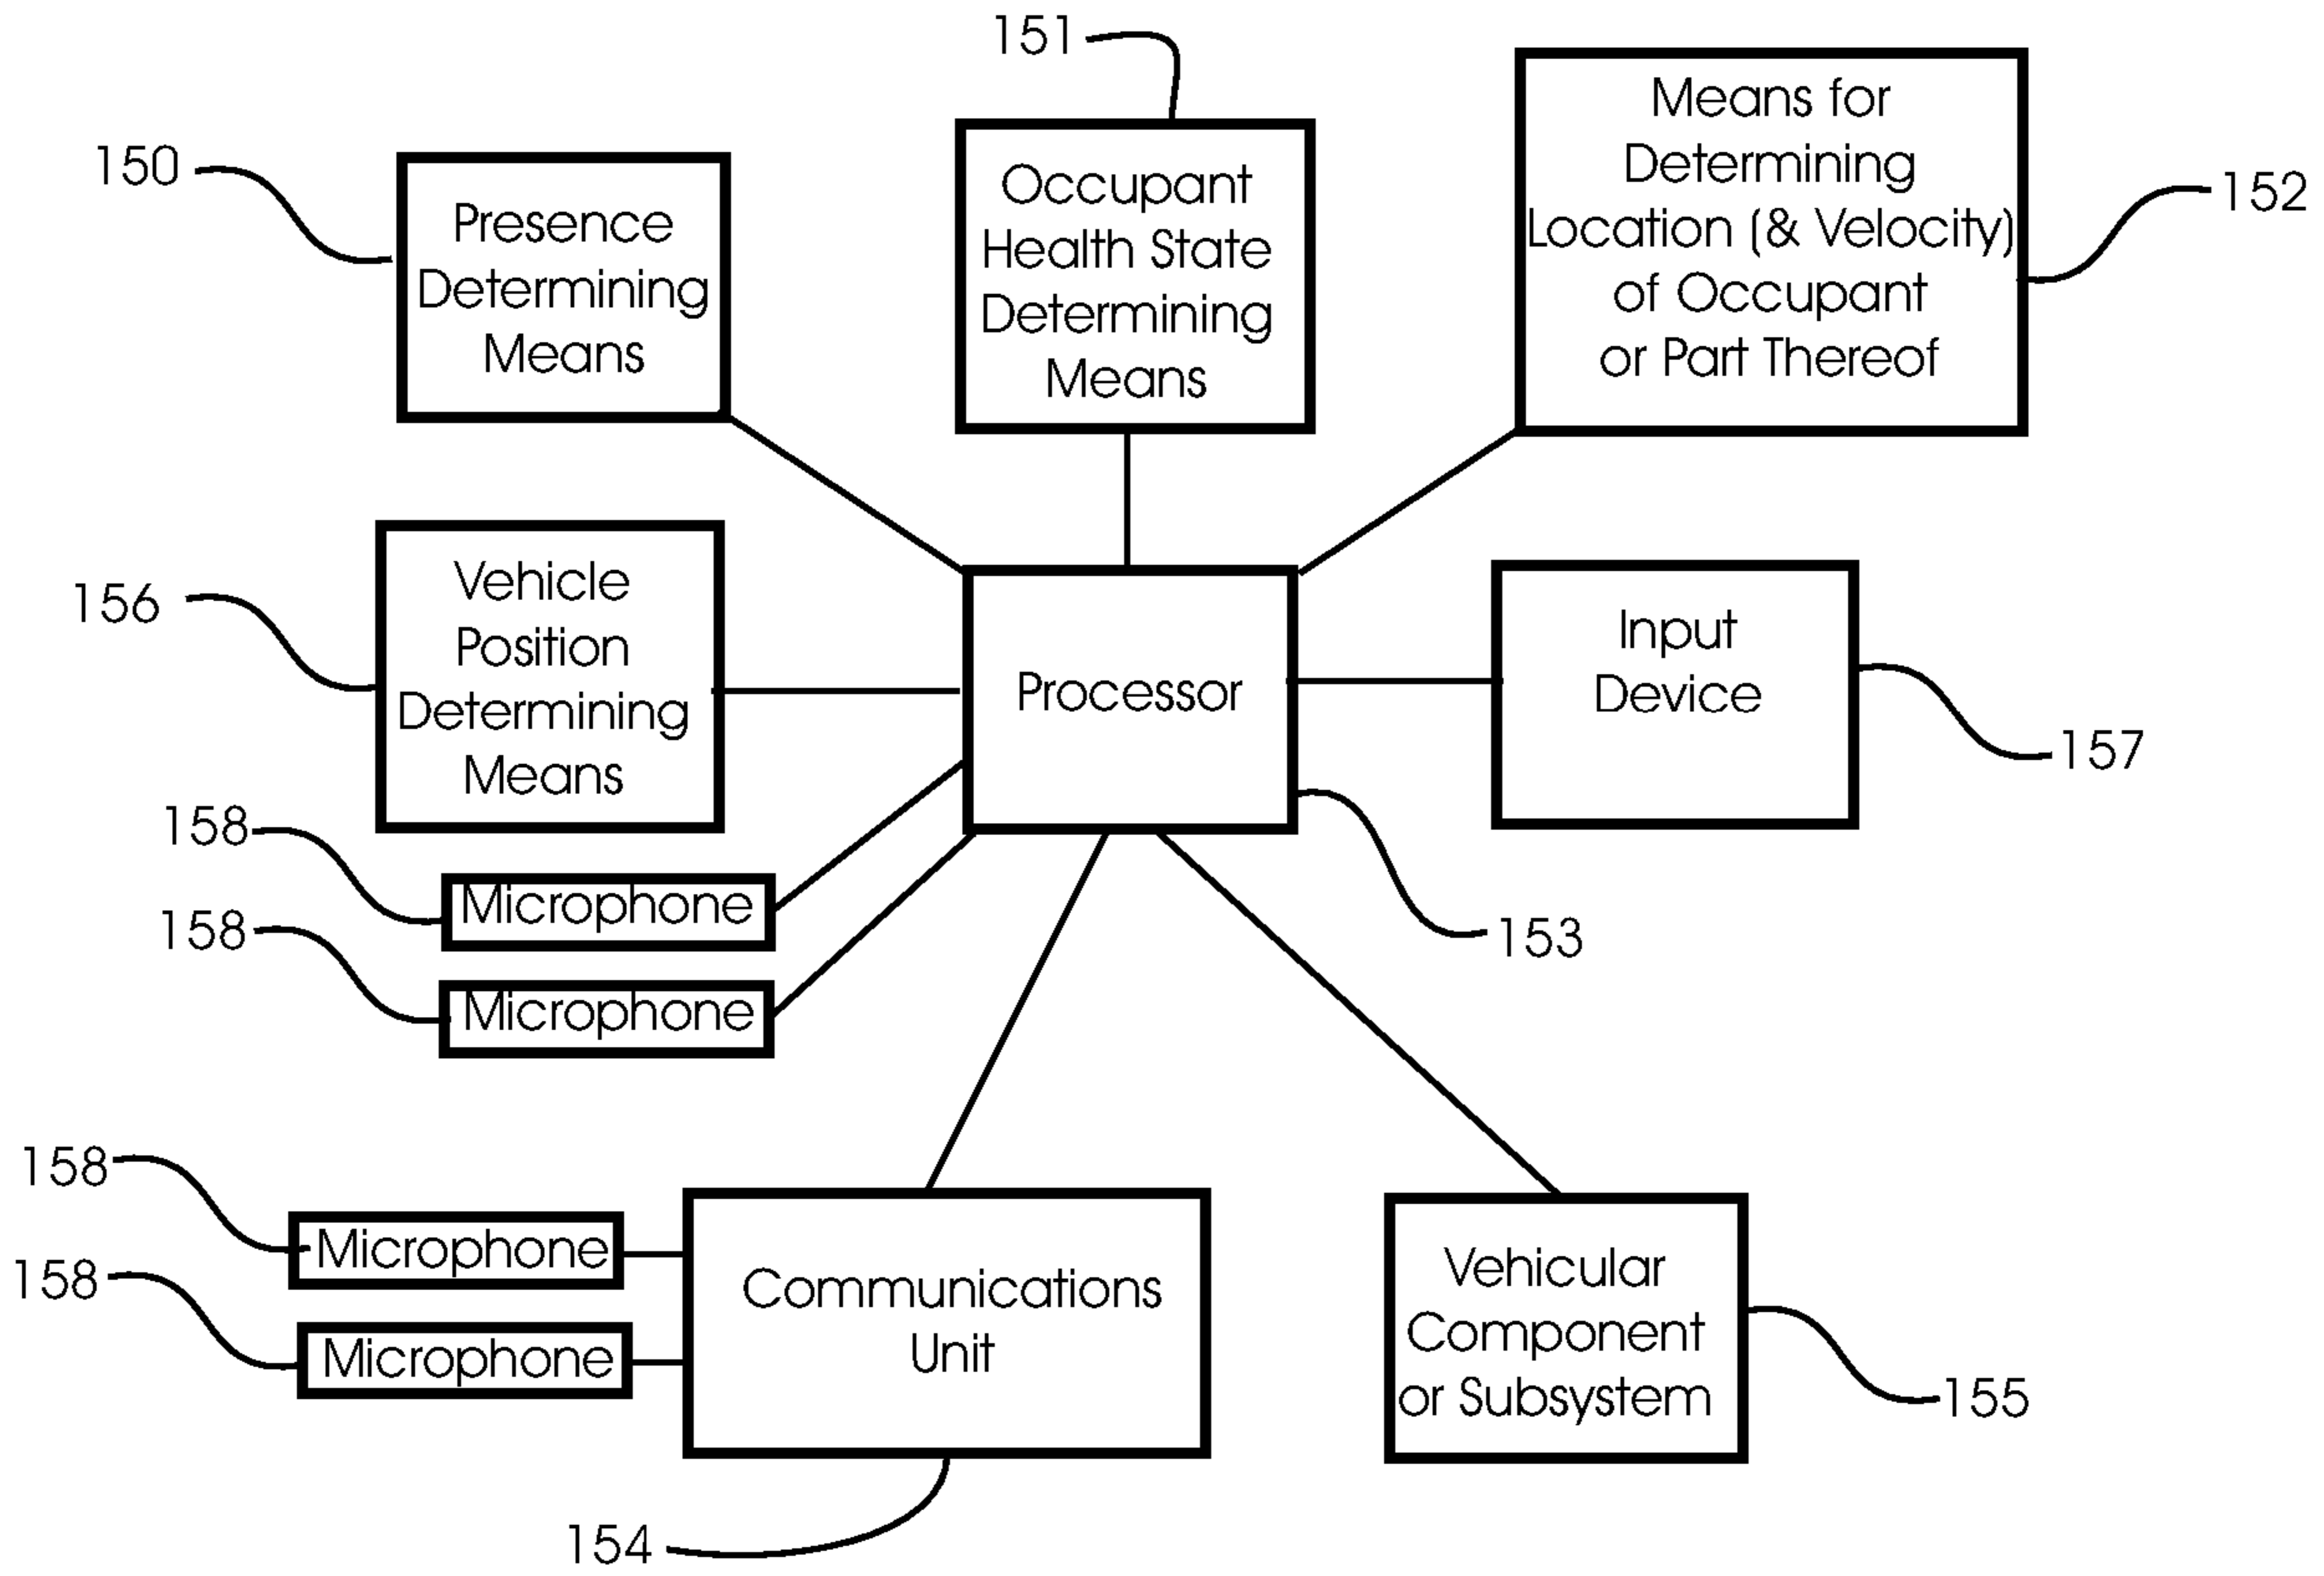 151
Means for
Determining
Location (& Velocity)
of Occupant
or Part Thereof
152
150
Presence
Determining
Means
Occupant
Health State
Determining
Means
156
Vehicle
Position
Determining
Means
Processor
Input
Device
157
158
Microphone
158
Microphone
153
158
Microphone
158
Microphone
Communications
Unit
Vehicular
Component
or Subsystem
155
154